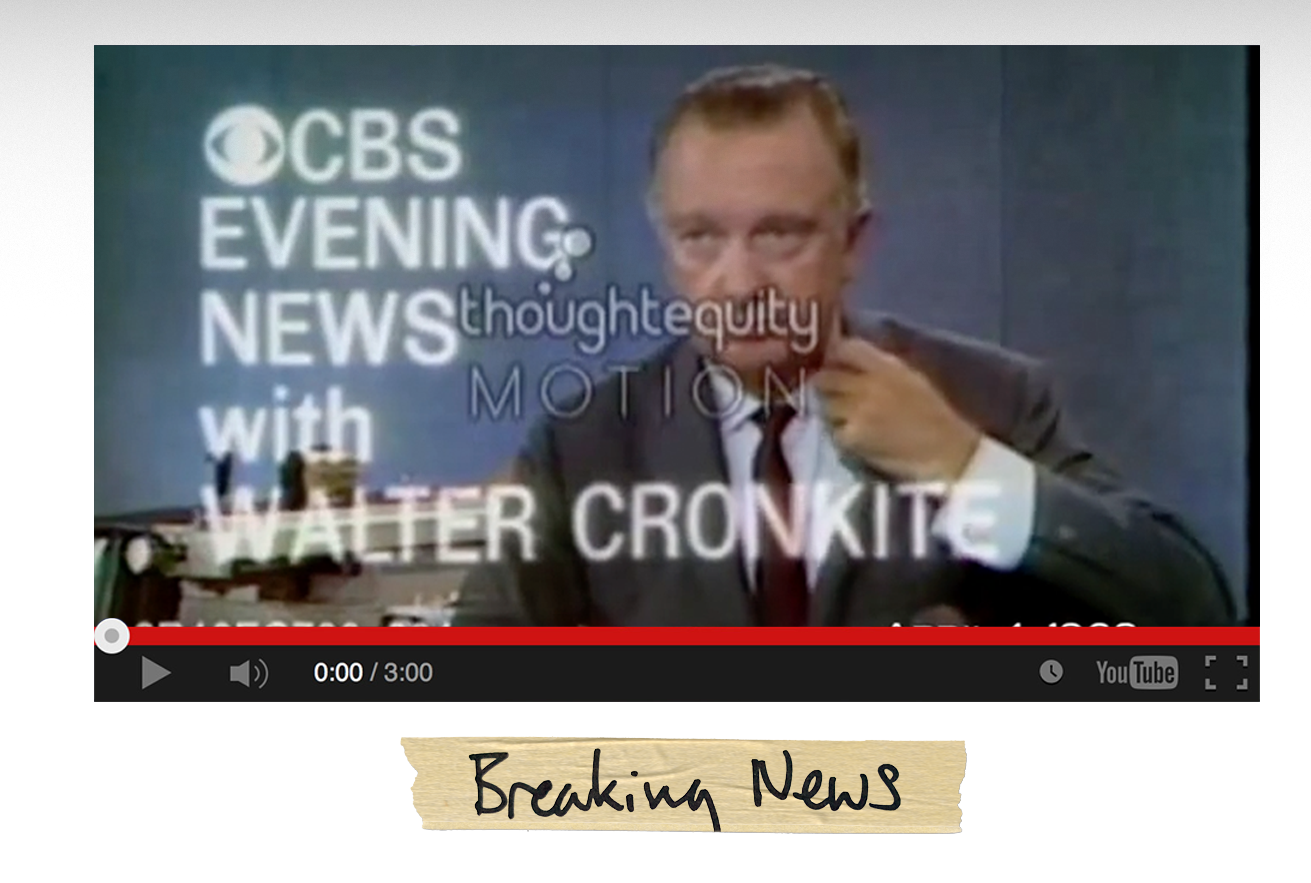 CBS
EVENING
NEWS
with
WALTER CRONKITE
thoughtequity
MOTION
0:00 / 3:00
YouTube
Breaking News